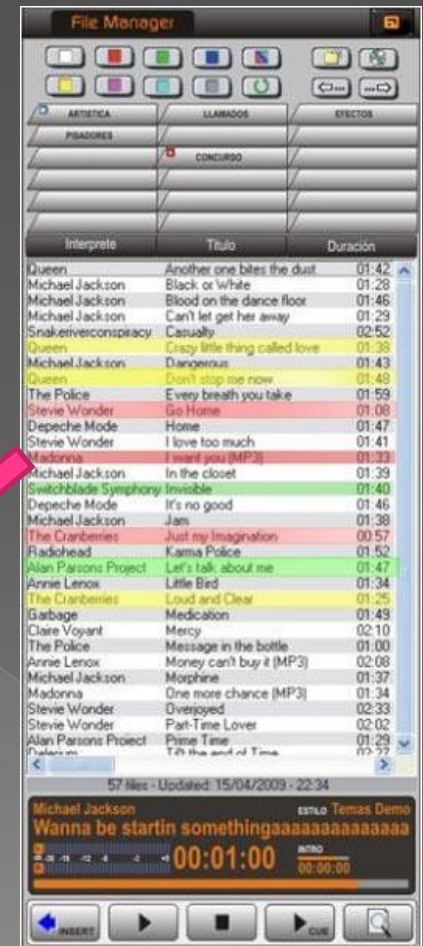 File Manager
ARTISTICA LLAMADOS EFECTOS
PISADORES
CONCURSO
Interprete Título Duración
Queen Another one bites the dust 01:42
Michael Jackson Black or White 01:28
Michael Jackson Blood on the dance floor 01:46
Michael Jackson Can't let get her away 01:29
Snakeriverconspiracy Casualty 02:52
Queen Crazy little thing called love 01:38
Michael Jackson Dangerous 01:43
Queen Don't stop me now 01:48
The Police Every breath you take 01:59
Stevie Wonder Go Home 01:08
Depeche Mode Home 01:47
Stevie Wonder I love too much 01:41
Madonna I want you (MP3) 01:33
Michael Jackson In the closet 01:39
Switchblade Symphony Invisible 01:40
Depeche Mode It's no good 01:46
Michael Jackson Jam 01:38
The Cranberries Just my Imagination 00:57
Radiohead Karma Police 01:52
Alan Parsons Project Let's talk about me 01:47
Annie Lenox Little Bird 01:34
The Cranberries Loud and Clear 01:25
Garbage Medication 01:49
Claire Voyant Mercy 02:10
The Police Message in the bottle 01:00
Annie Lenox Money can't buy it (MP3) 02:08
Michael Jackson Morphine 01:37
Madonna One more chance (MP3) 01:34
Stevie Wonder Overjoyed 02:33
Stevie Wonder Part-Time Lover 02:02
Alan Parsons Project Prime Time 01:29
Delerium Till the end of Time 02:27
57 files - Updated: 15/04/2009 - 22:34
Michael Jackson ESTILO Temas Demo
Wanna be startin somethingaaaaaaaaaaaaaa
00:01:00 INTRO
00:00:00
INSERT CUE